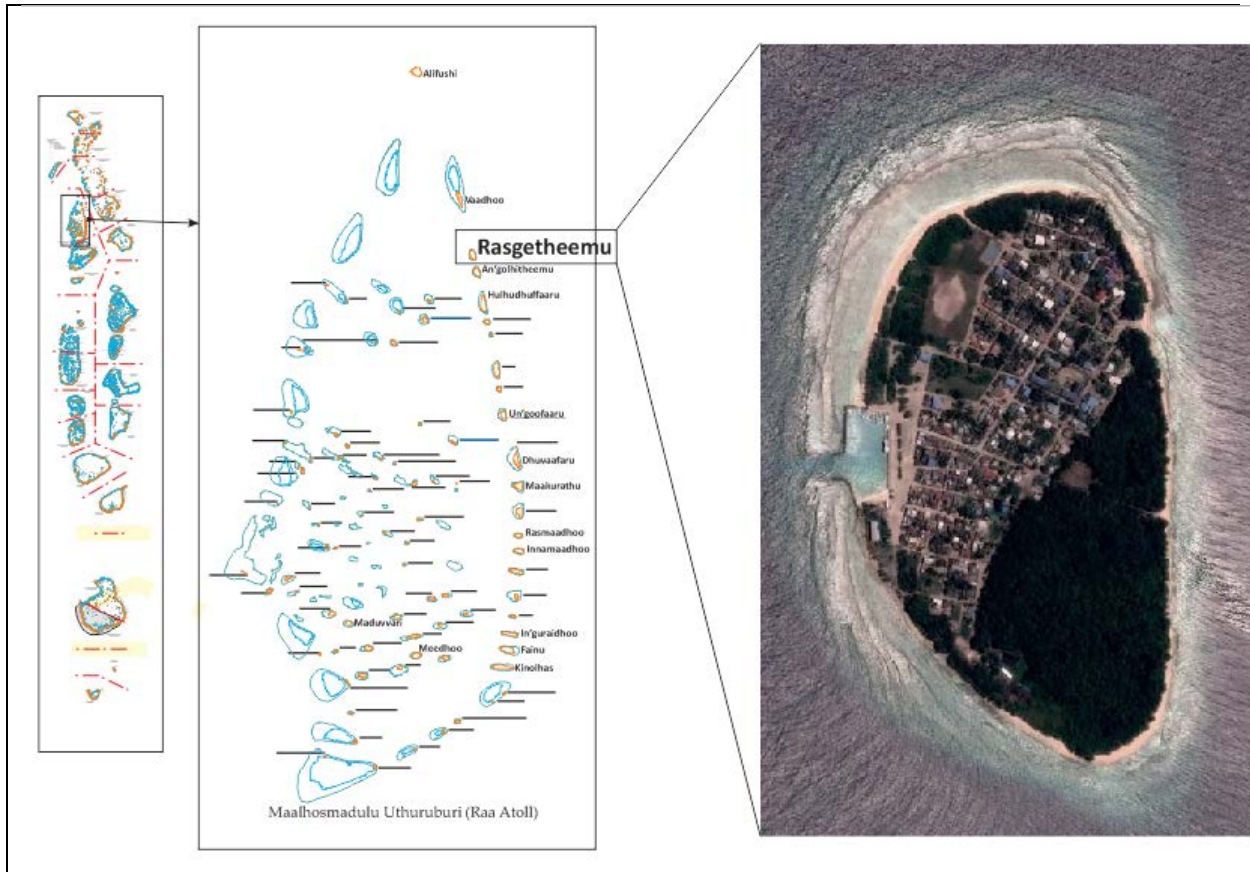 Alifushi
Vaadhoo
Rasgetheemu
An'golhitheemu
Hulhudhuffaaru
Un'goofaaru
Dhuvaafaru
Maakurathu
Rasmaadhoo
Innamaadhoo
Maduvvari
In'guraidhoo
Meedhoo
Fainu
Kinolhas
Maalhosmadulu Uthuruburi (Raa Atoll)